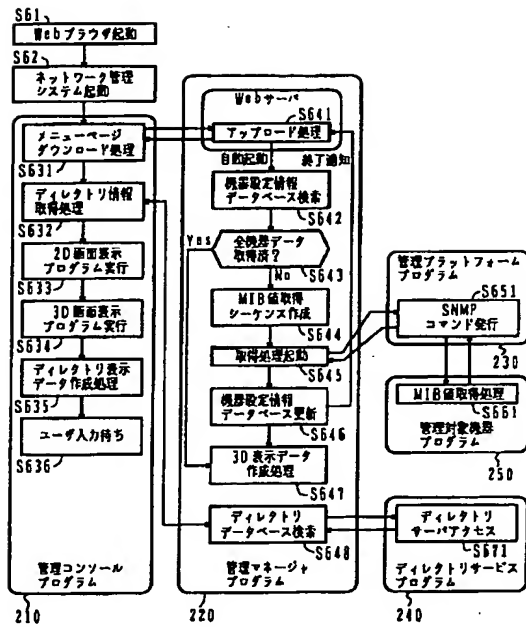 S61
Webブラウザ起動
S62
ネットワーク管理
システム起動
メニューページ
ダウンロード処理
S631
ディレクトリ情報
取得処理
S632
2D画面表示
プログラム実行
S633
3D画面表示
プログラム実行
S634
ディレクトリ表示
データ作成処理
S635
ユーザ入力待ち
S636
管理コンソール
プログラム
210
Webサーバ
S641
アップロード処理
自動起動
終了通知
機器設定情報
データベース検索
S642
Yes
全機器データ
取得済?
S643
No
MIB値取得
シーケンス作成
S644
取得処理起動
S645
機器設定情報
データベース更新
S646
3D表示データ
作成処理
S647
ディレクトリ
データベース検索
S648
管理マネージャ
プログラム
220
管理プラットフォーム
プログラム
S651
SNMP
コマンド発行
230
MIB値取得処理
S661
管理対象機器
プログラム
250
ディレクトリ
サーバアクセス
S671
ディレクトリサービス
プログラム
240